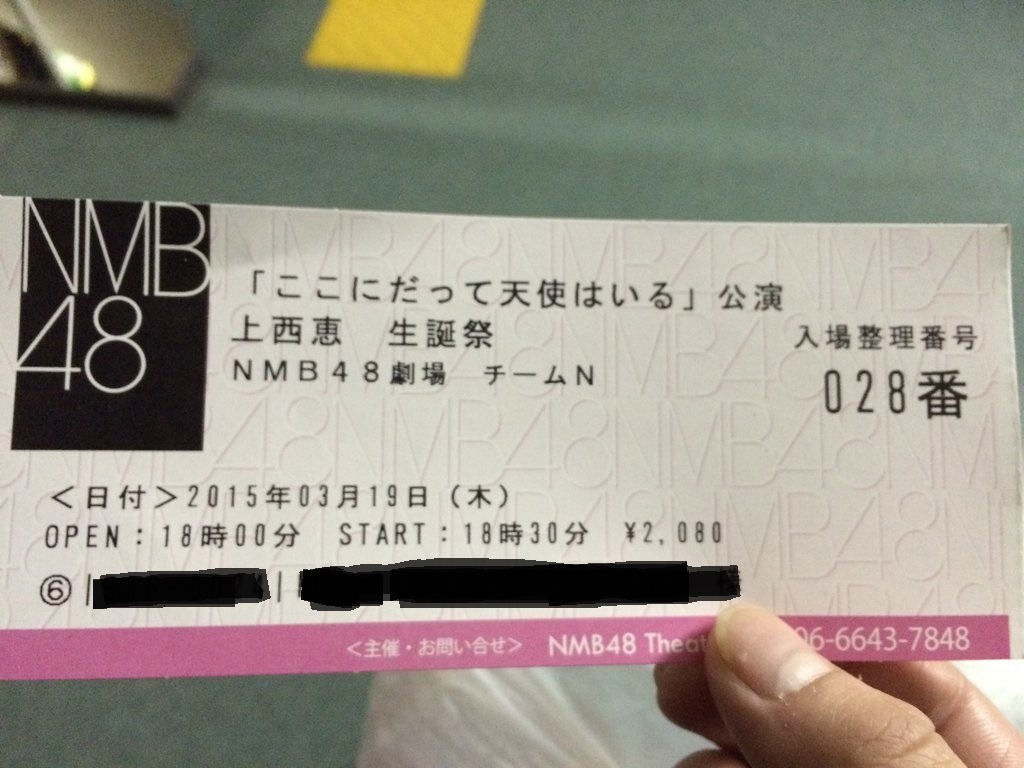 NMB
48
「ここにだって天使はいる」公演
上西恵　生誕祭
NMB48劇場　チームN
入場整理番号
028番
＜日付＞2015年03月19日（木）
OPEN：18時00分　START：18時30分　¥2,080
⑥
＜主催・お問い合せ＞　NMB48 Theat 06-6643-7848